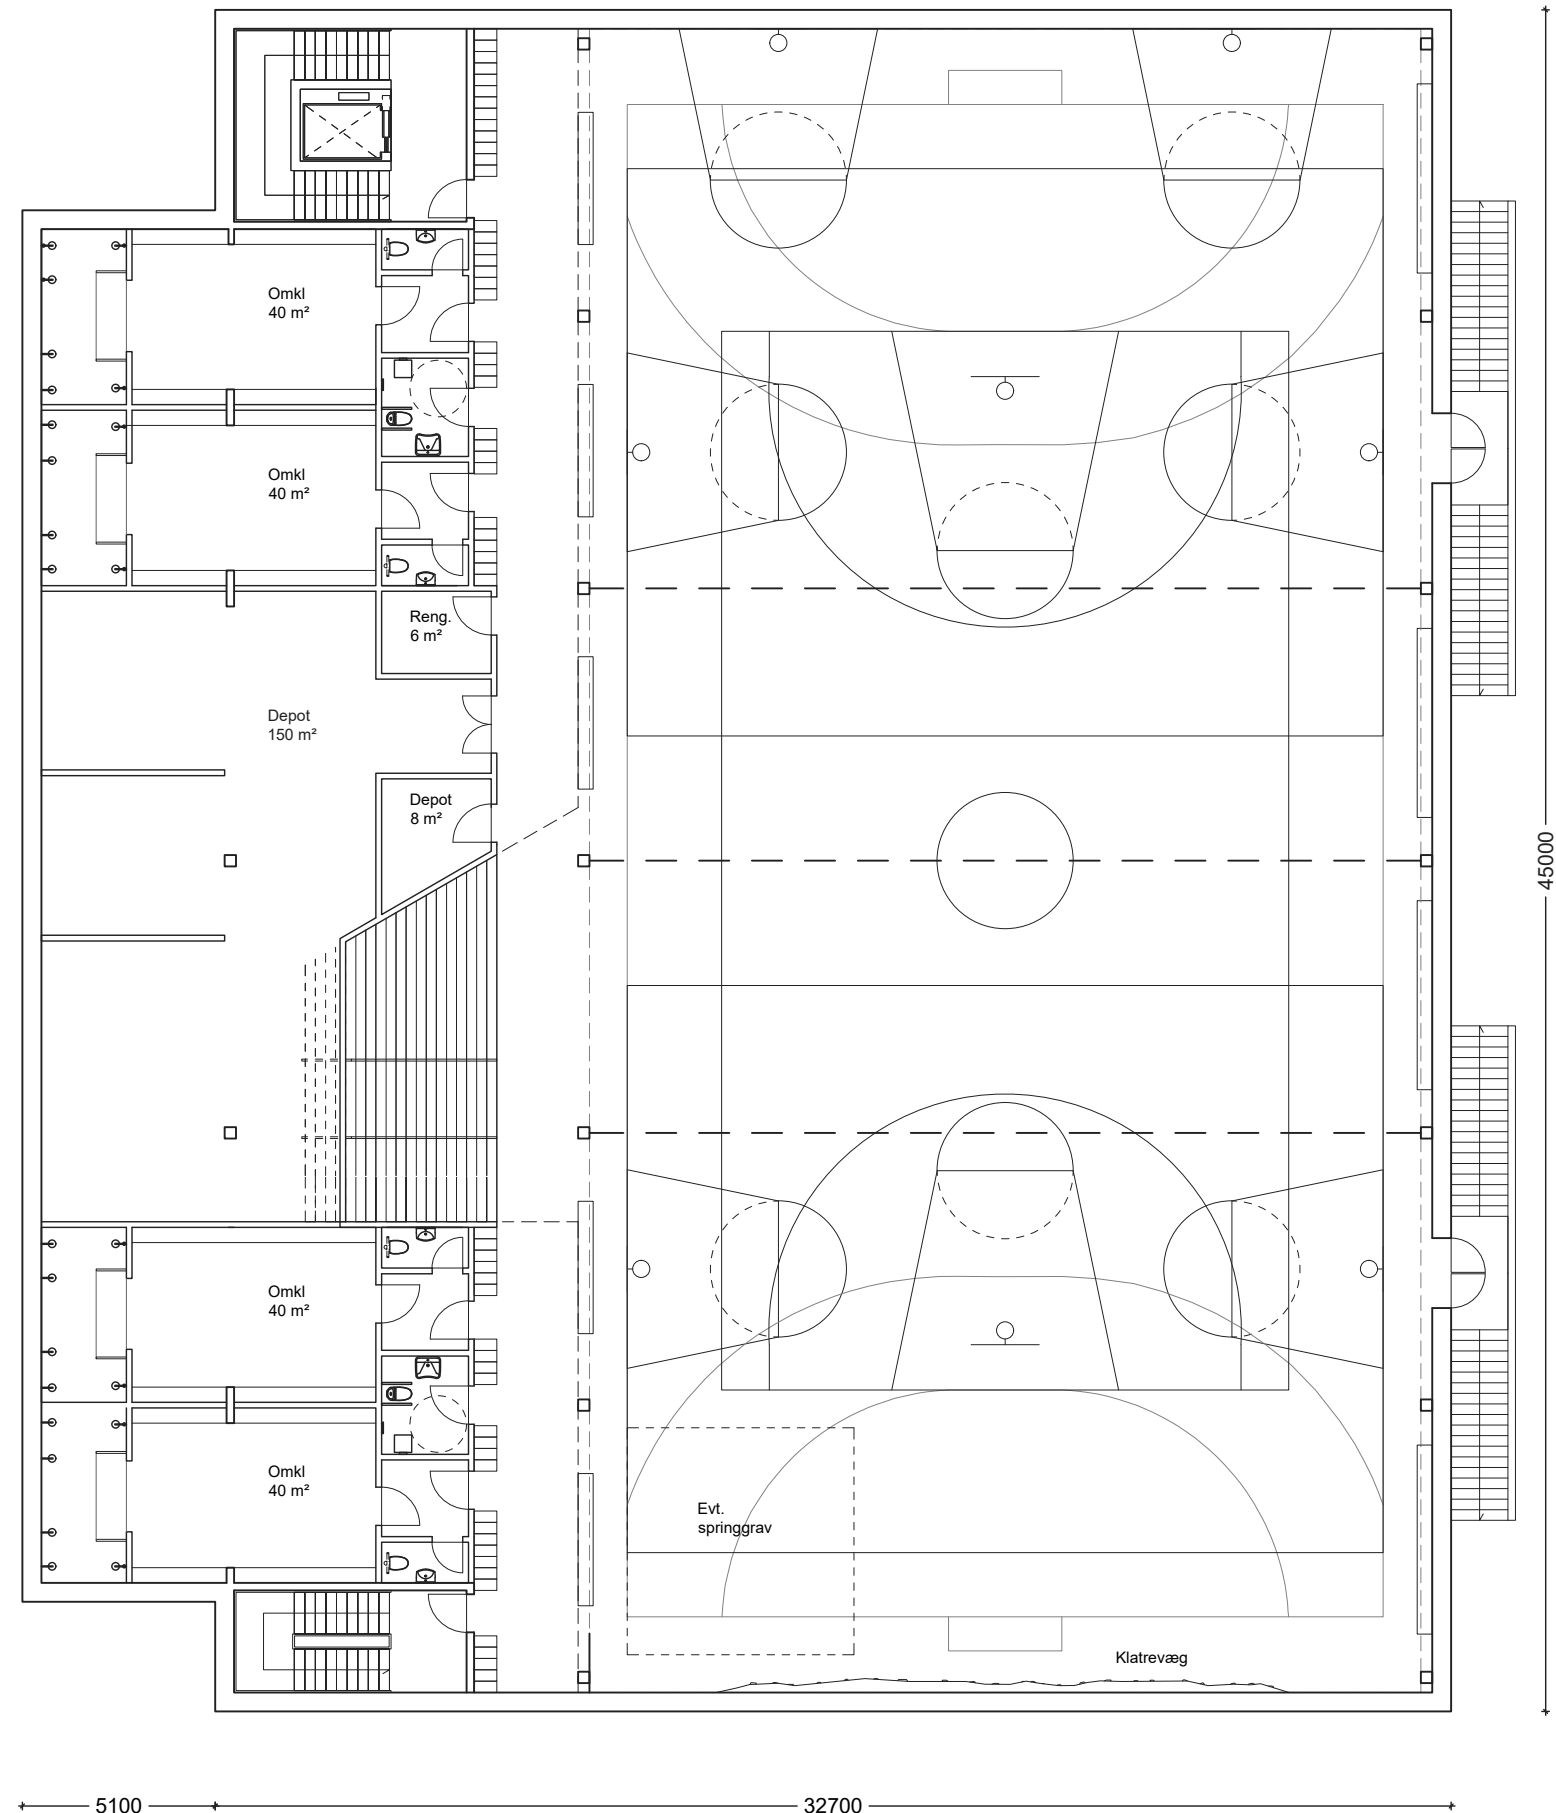 Omkl
40 m²
Omkl
40 m²
Reng.
6 m²
Depot
150 m²
Depot
8 m²
45000
Omkl
40 m²
Omkl
40 m²
Evt.
springgrav
Klatrevæg
5100
32700